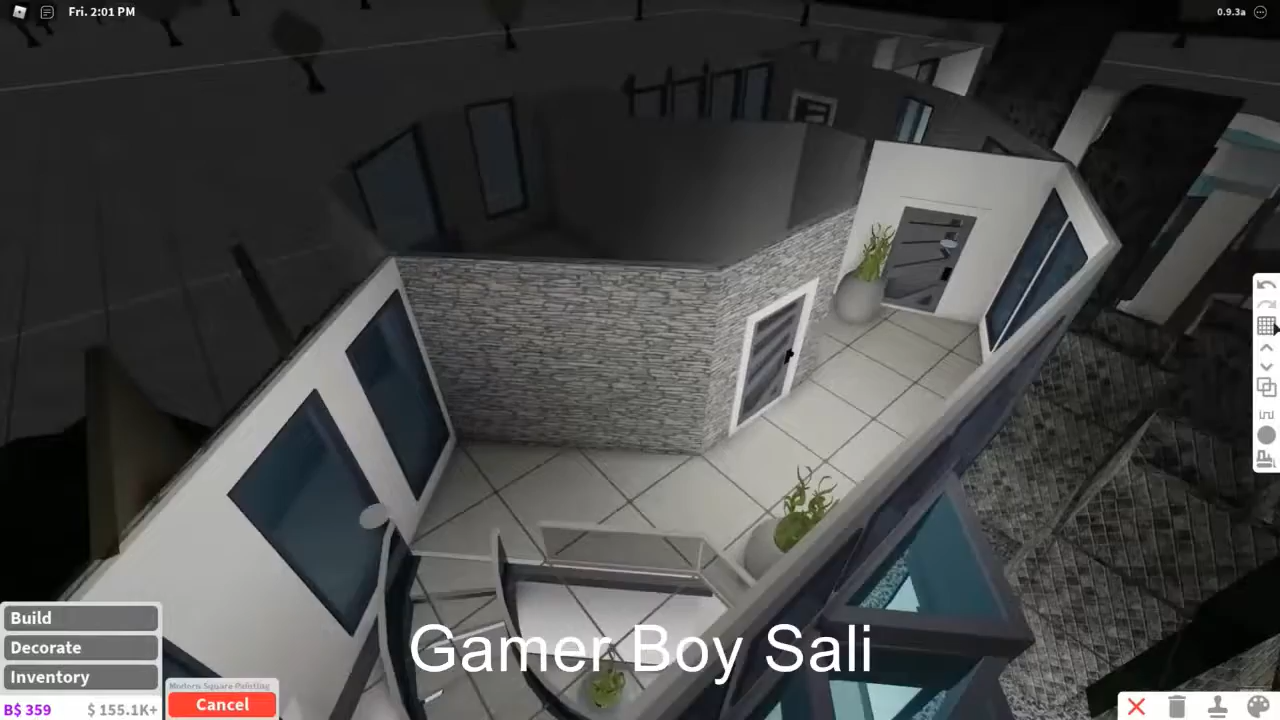 Fri. 2:01 PM
0.9.3a
Build
Decorate
Inventory
Modern Square Painting
Cancel
B$ 359
$ 155.1K+
Gamer Boy Sali